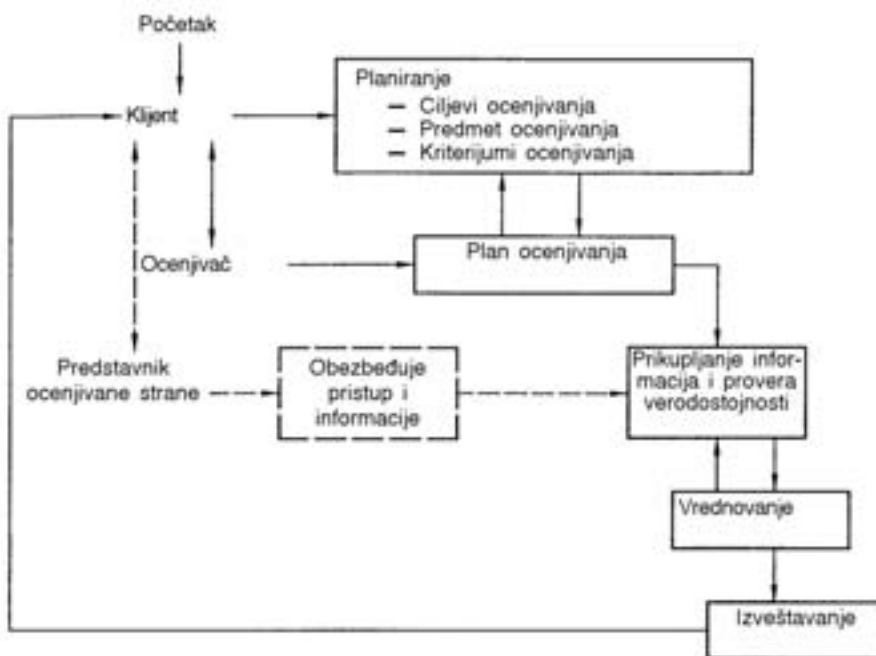 Početak
Klijent
Planiranje
— Ciljevi ocenjivanja
— Predmet ocenjivanja
— Kriterijumi ocenjivanja
Ocenjivač
Plan ocenjivanja
Predstavnik
ocenjivane strane
Obezbeđuje
pristup i
informacije
Prikupljanje infor-
macija i provera
verodostojnosti
Vrednovanje
Izveštavanje